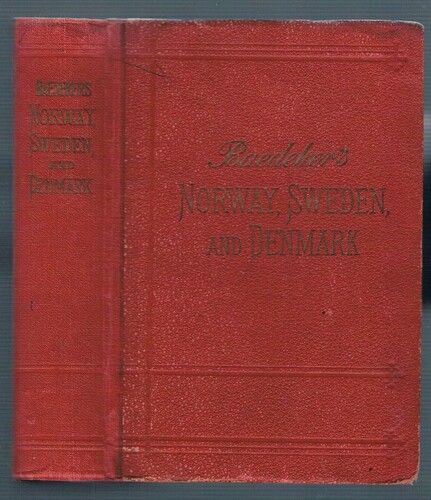 BAEDEKER'S
NORWAY,
SWEDEN,
AND
DENMARK
Baedeker's
NORWAY, SWEDEN,
AND DENMARK